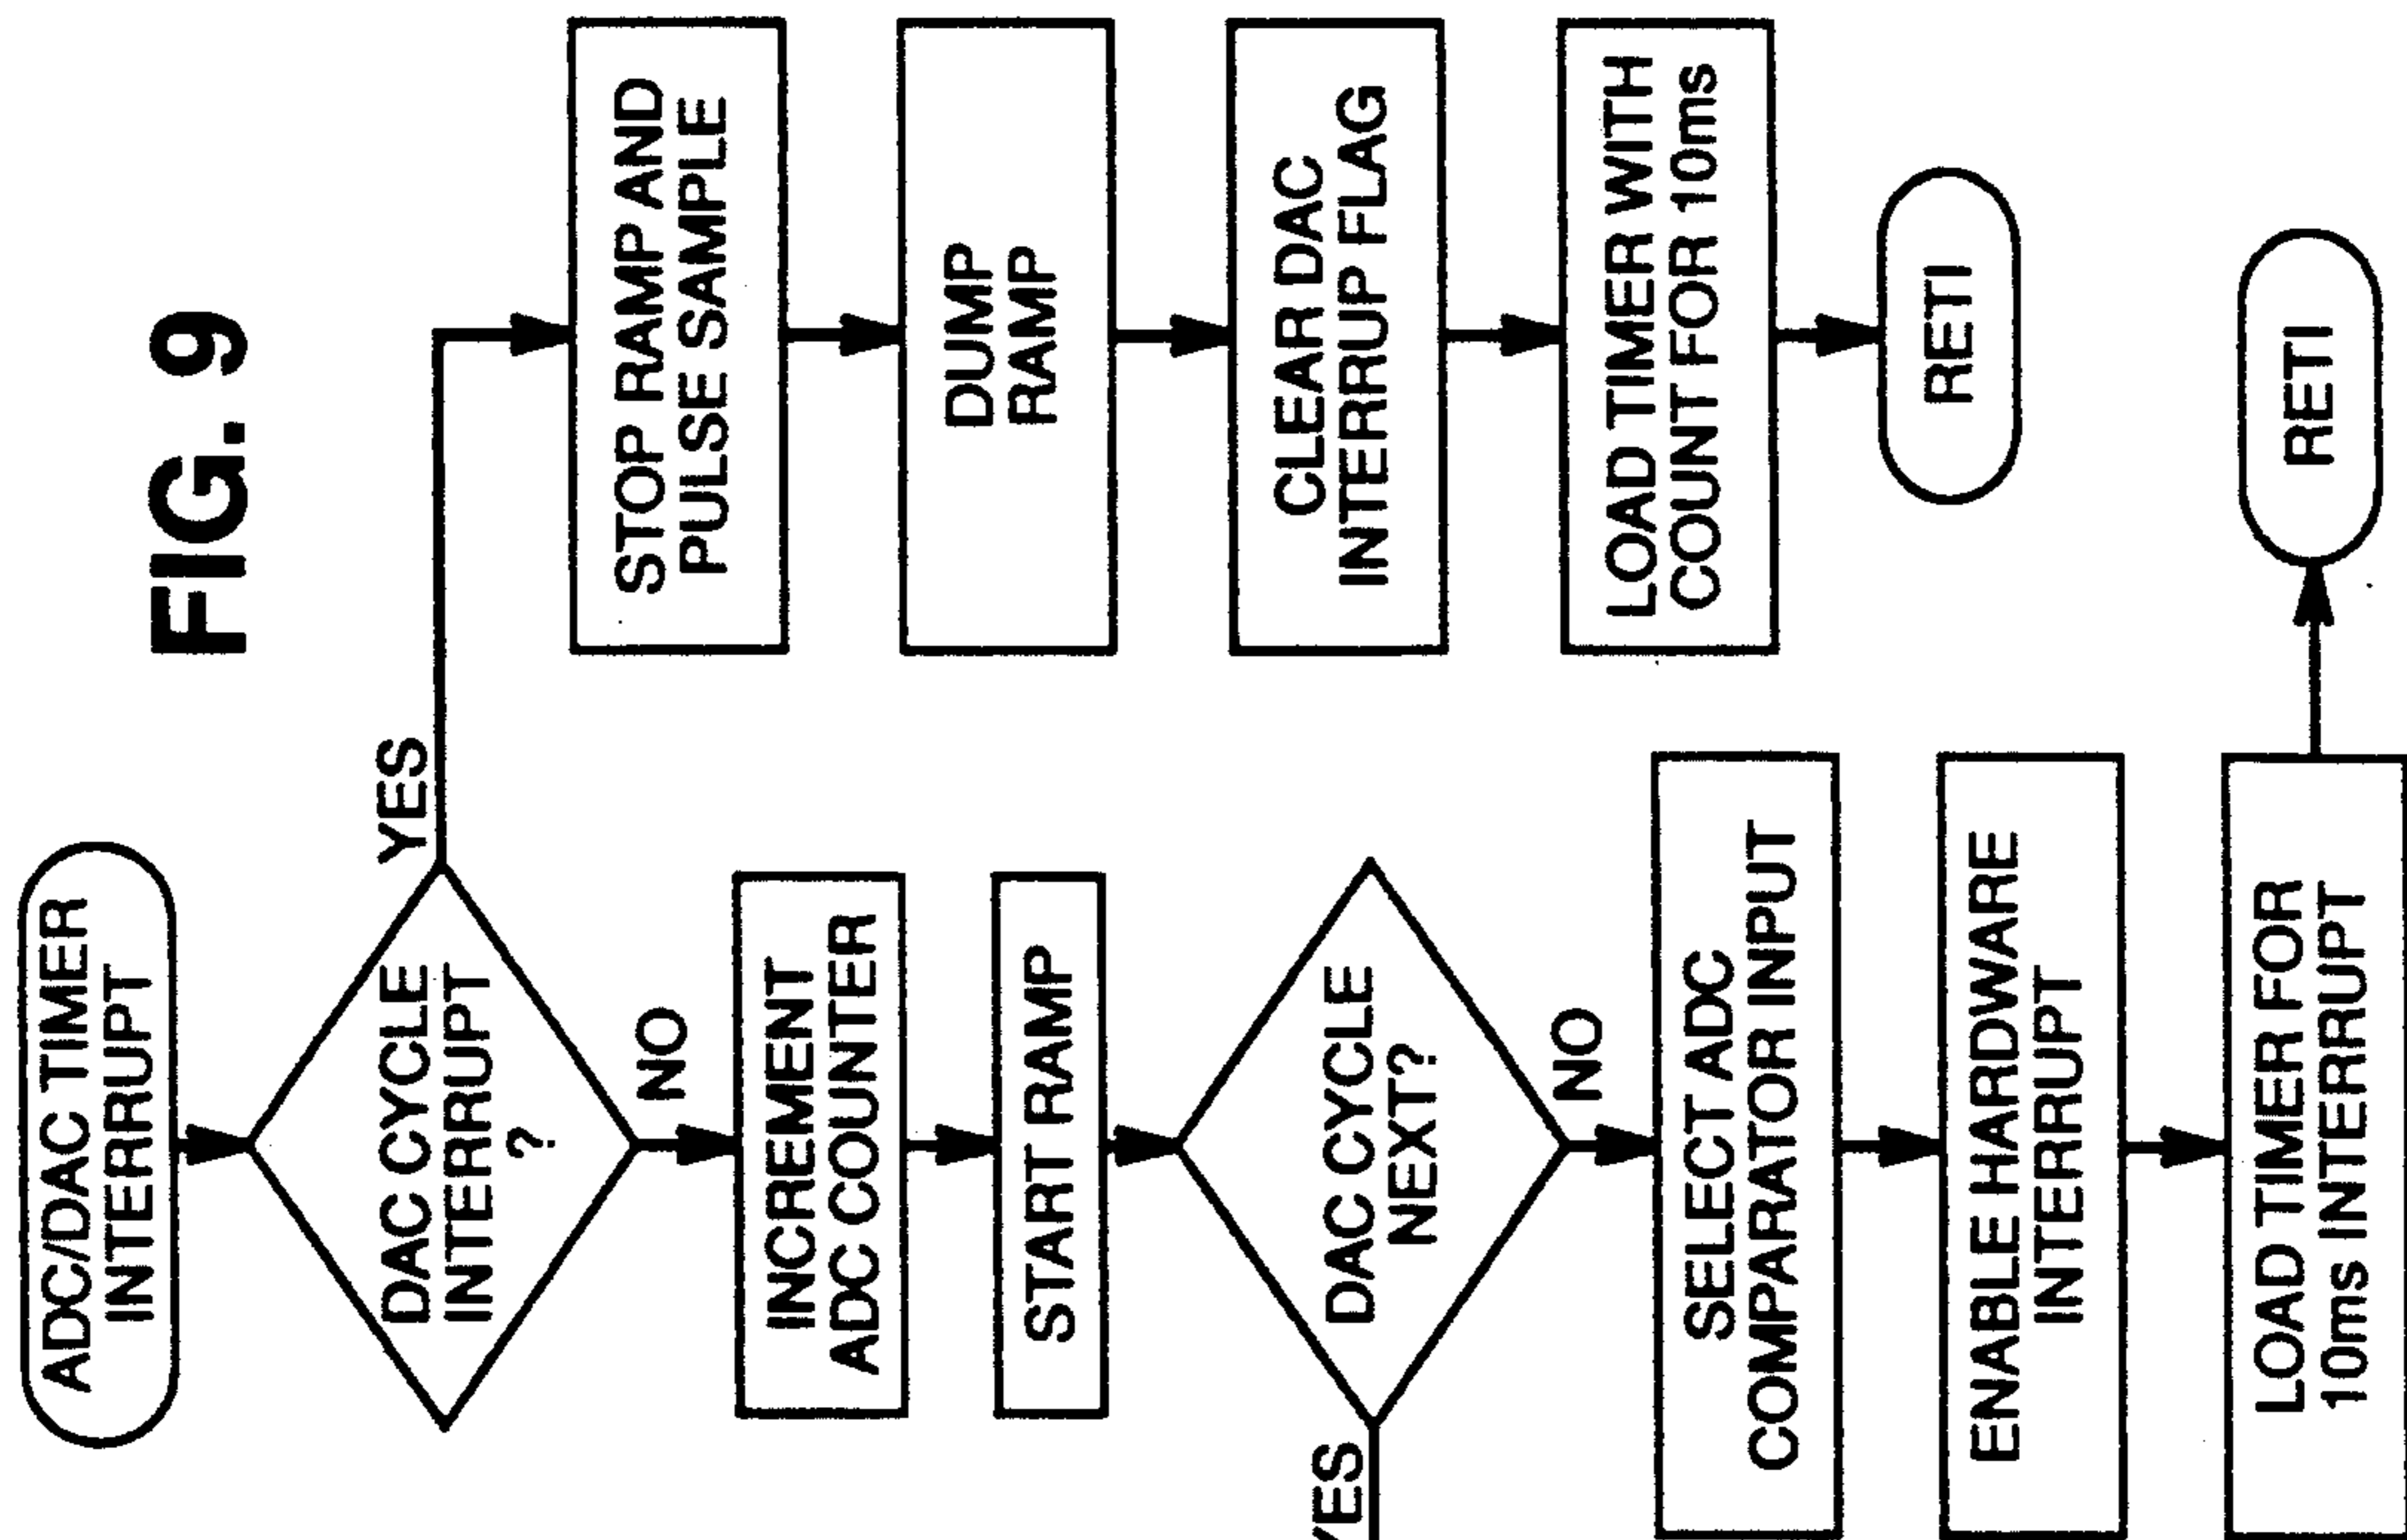 FIG. 9
ADC/DAC TIMER
INTERRUPT
DAC CYCLE
INTERRUPT
?
YES
NO
STOP RAMP AND
PULSE SAMPLE
DUMP
RAMP
CLEAR DAC
INTERRUP FLAG
LOAD TIMER WITH
COUNT FOR 10ms
RETI
INCREMENT
ADC COUNTER
START RAMP
DAC CYCLE
NEXT?
YES
NO
SELECT ADC
COMPARATOR INPUT
ENABLE HARDWARE
INTERRUPT
LOAD TIMER FOR
10ms INTERRUPT
RETI